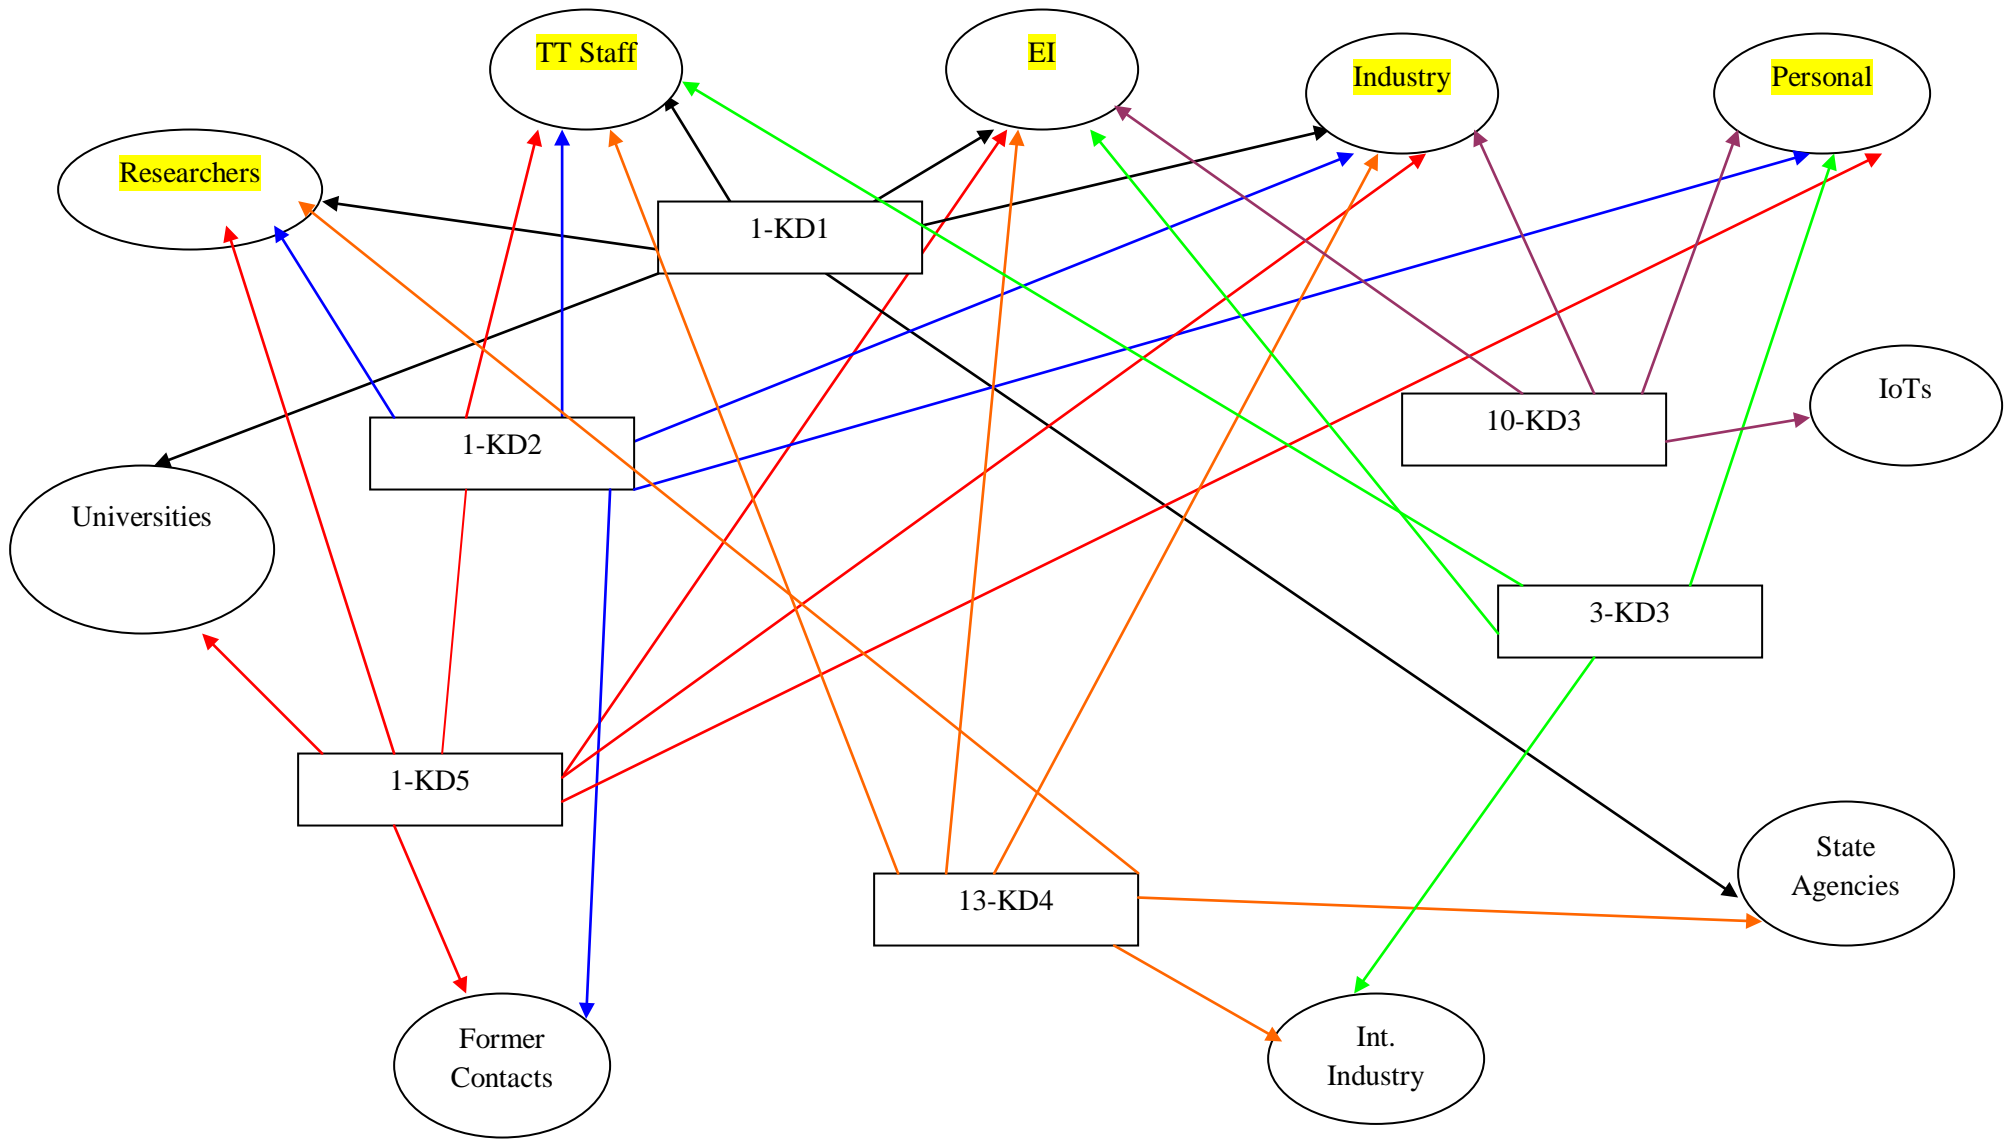 TT Staff
EI
Industry
Personal
Researchers
1-KD1
IoTs
10-KD3
1-KD2
Universities
3-KD3
1-KD5
State
Agencies
13-KD4
Former
Contacts
Int.
Industry